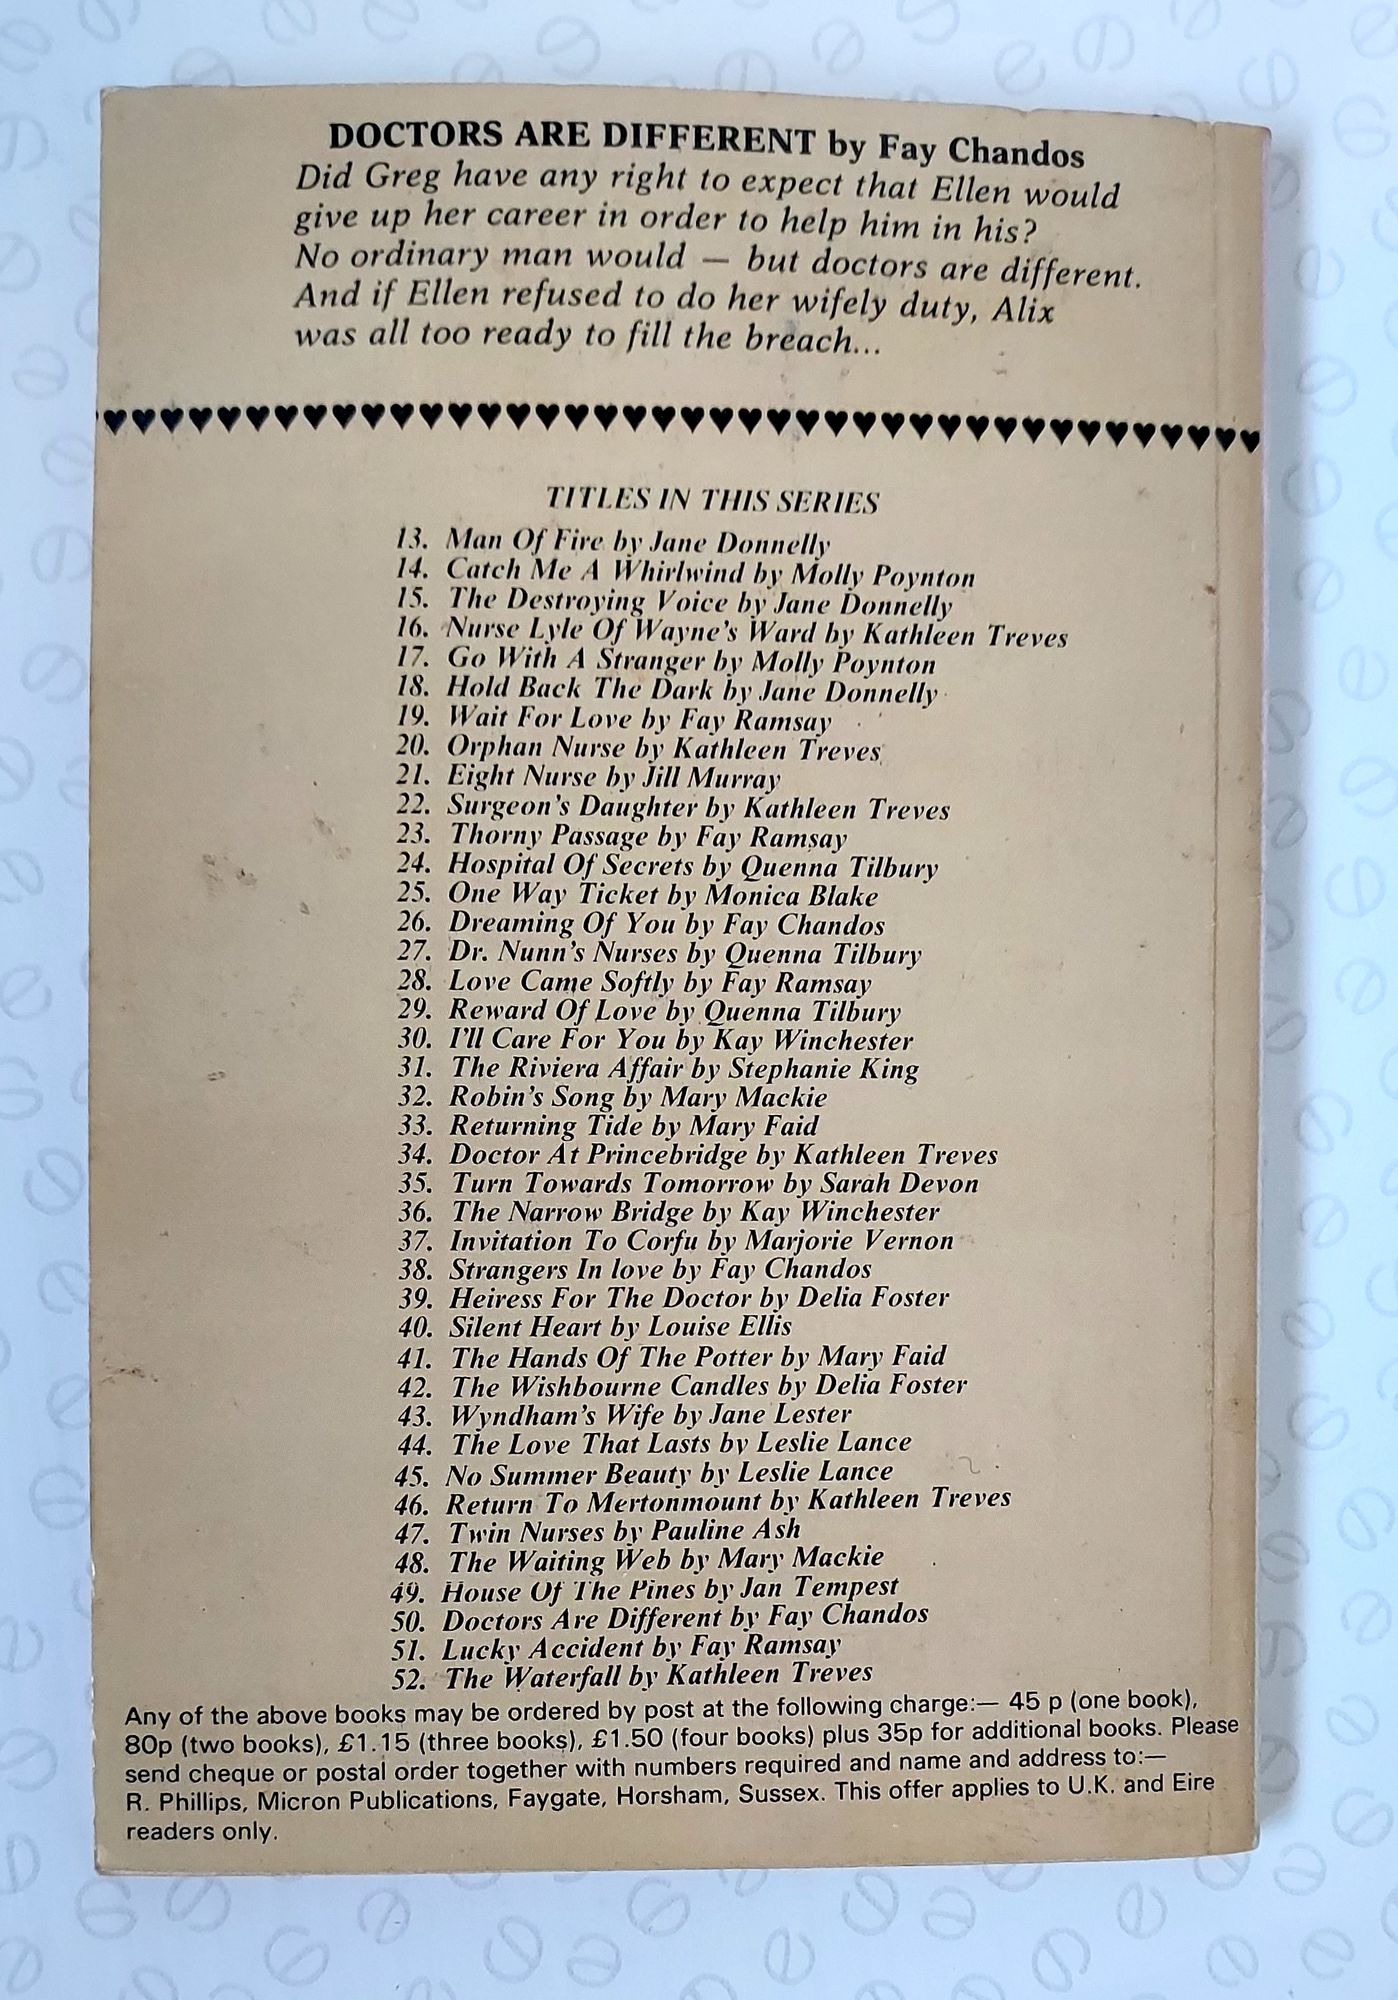 DOCTORS ARE DIFFERENT by Fay Chandos
Did Greg have any right to expect that Ellen would
give up her career in order to help him in his?
No ordinary man would — but doctors are different.
And if Ellen refused to do her wifely duty, Alix
was all too ready to fill the breach...
TITLES IN THIS SERIES
13. Man Of Fire by Jane Donnelly
14. Catch Me A Whirlwind by Molly Poynton
15. The Destroying Voice by Jane Donnelly
16. Nurse Lyle Of Wayne's Ward by Kathleen Treves
17. Go With A Stranger by Molly Poynton
18. Hold Back The Dark by Jane Donnelly
19. Wait For Love by Fay Ramsay
20. Orphan Nurse by Kathleen Treves
21. Eight Nurse by Jill Murray
22. Surgeon's Daughter by Kathleen Treves
23. Thorny Passage by Fay Ramsay
24. Hospital Of Secrets by Quenna Tilbury
25. One Way Ticket by Monica Blake
26. Dreaming Of You by Fay Chandos
27. Dr. Nunn's Nurses by Quenna Tilbury
28. Love Came Softly by Fay Ramsay
29. Reward Of Love by Quenna Tilbury
30. I'll Care For You by Kay Winchester
31. The Riviera Affair by Stephanie King
32. Robin's Song by Mary Mackie
33. Returning Tide by Mary Faid
34. Doctor At Princebridge by Kathleen Treves
35. Turn Towards Tomorrow by Sarah Devon
36. The Narrow Bridge by Kay Winchester
37. Invitation To Corfu by Marjorie Vernon
38. Strangers In love by Fay Chandos
39. Heiress For The Doctor by Delia Foster
40. Silent Heart by Louise Ellis
41. The Hands Of The Potter by Mary Faid
42. The Wishbourne Candles by Delia Foster
43. Wyndham's Wife by Jane Lester
44. The Love That Lasts by Leslie Lance
45. No Summer Beauty by Leslie Lance
46. Return To Mertonmount by Kathleen Treves
47. Twin Nurses by Pauline Ash
48. The Waiting Web by Mary Mackie
49. House Of The Pines by Jan Tempest
50. Doctors Are Different by Fay Chandos
51. Lucky Accident by Fay Ramsay
52. The Waterfall by Kathleen Treves
Any of the above books may be ordered by post at the following charge:— 45 p (one book),
80p (two books), £1.15 (three books), £1.50 (four books) plus 35p for additional books. Please
send cheque or postal order together with numbers required and name and address to:—
R. Phillips, Micron Publications, Faygate, Horsham, Sussex. This offer applies to U.K. and Eire
readers only.